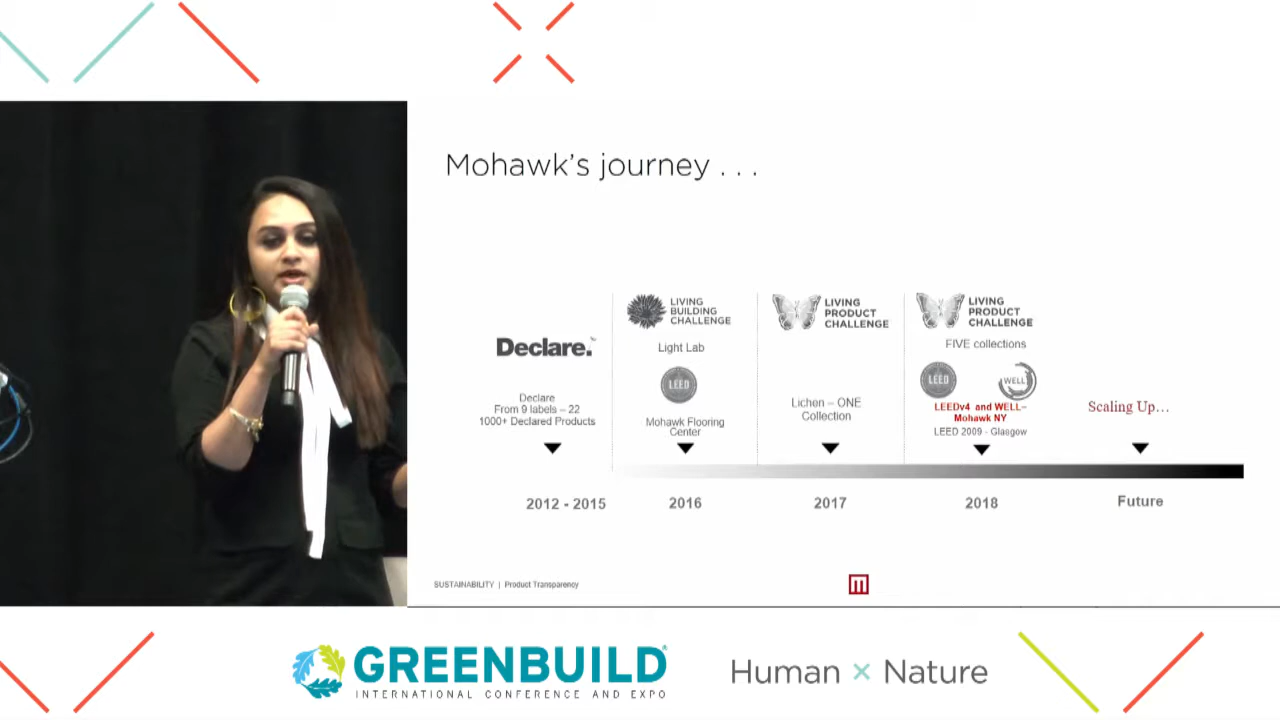 Mohawk's journey . . .
Declare.
Declare
From 9 labels – 22
1000+ Declared Products
2012 - 2015
LIVING
BUILDING
CHALLENGE
Light Lab
LEED
Mohawk Flooring
Center
2016
LIVING
PRODUCT
CHALLENGE
Lichen – ONE
Collection
2017
LIVING
PRODUCT
CHALLENGE
FIVE collections
LEED
WELL
LEEDv4 and WELL–
Mohawk NY
LEED 2009 - Glasgow
2018
Scaling Up…
Future
SUSTAINABILITY | Product Transparency
GREENBUILD
INTERNATIONAL CONFERENCE AND EXPO
Human × Nature